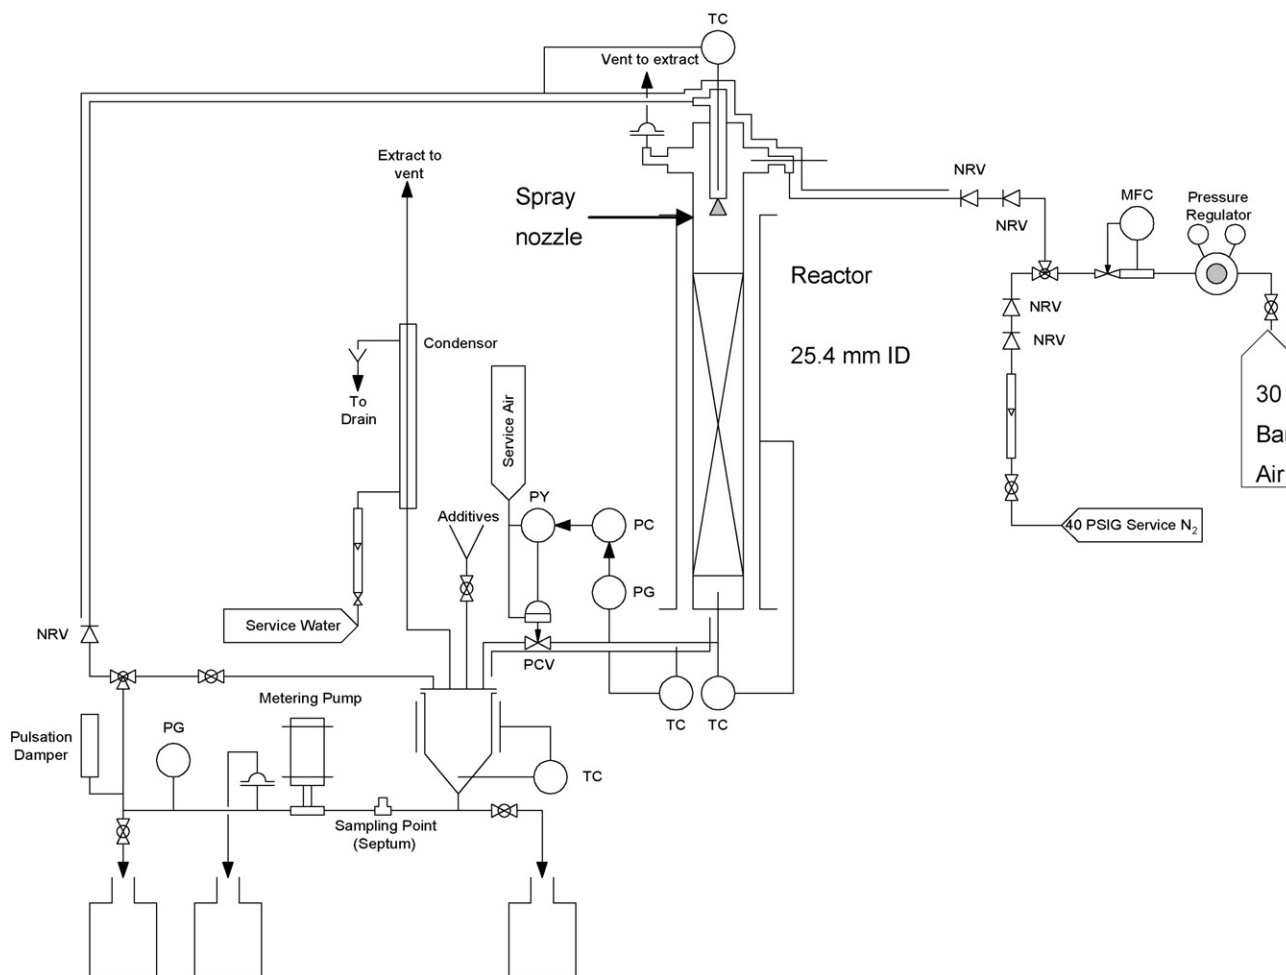 TC
Vent to extract
Extract to
vent
NRV
NRV
MFC
Pressure
Regulator
Spray
nozzle
Reactor
25.4 mm ID
NRV
NRV
Condensor
To
Drain
Service Air
30
Bar
Air
PY
PC
Additives
40 PSIG Service N₂
PG
Service Water
NRV
PCV
Metering Pump
TC
TC
Pulsation
Damper
PG
TC
Sampling Point
(Septum)